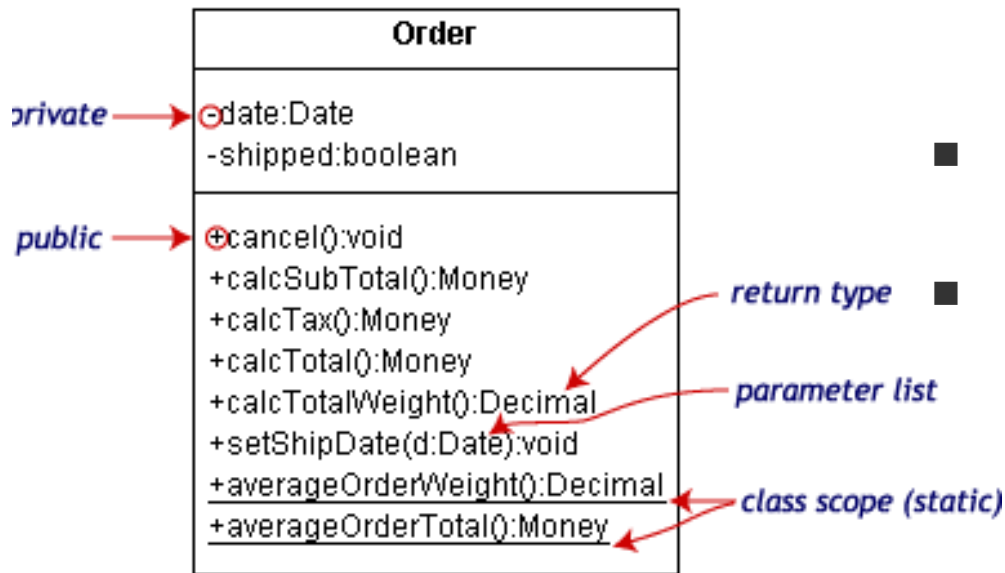 Order
private
-date:Date
-shipped:boolean
public
+cancel():void
+calcSubTotal():Money
+calcTax():Money
+calcTotal():Money
+calcTotalWeight():Decimal
return type
+setShipDate(d:Date):void
parameter list
+averageOrderWeight():Decimal
+averageOrderTotal():Money
class scope (static)